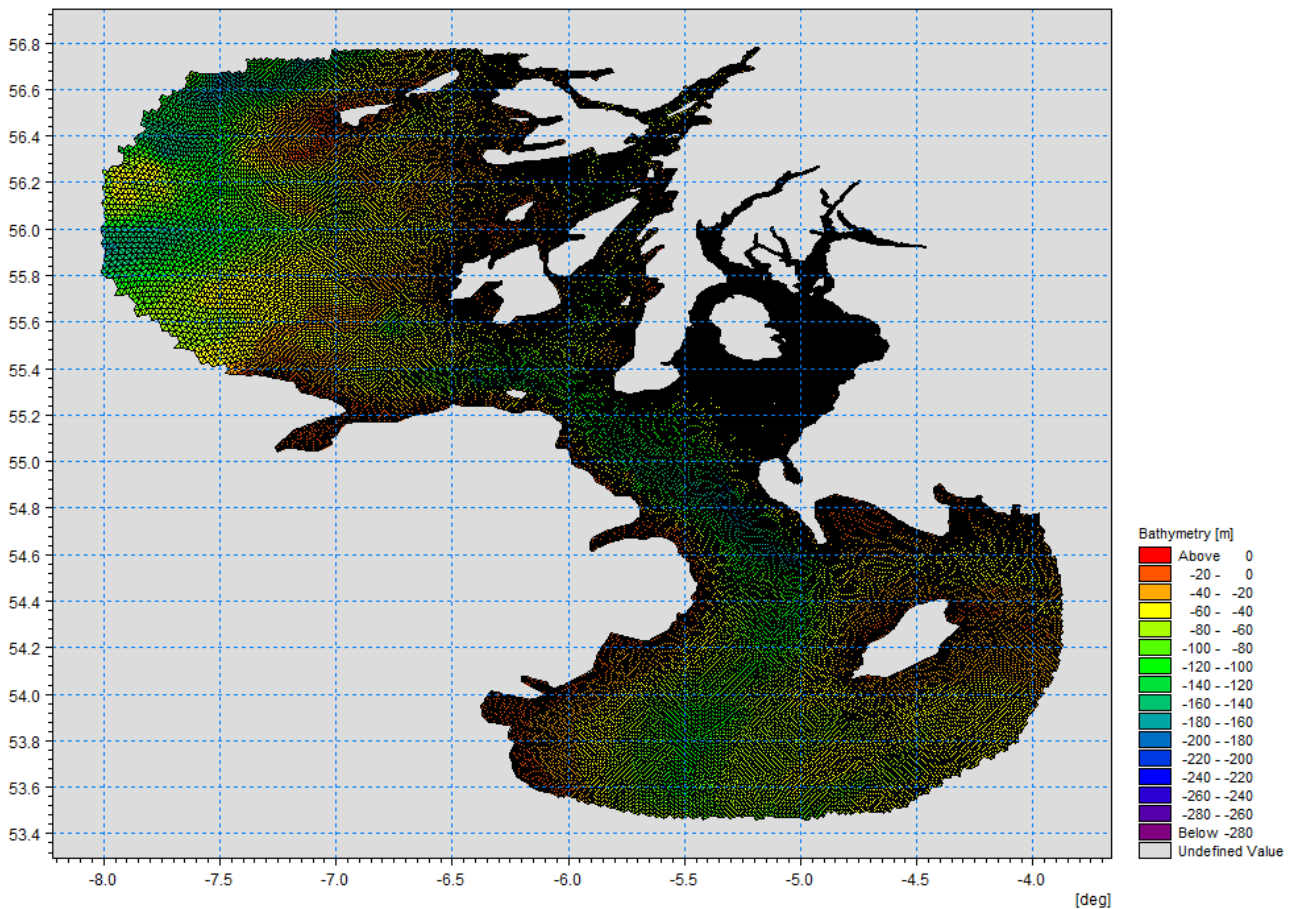 56.8
56.6
56.4
56.2
56.0
55.8
55.6
55.4
55.2
55.0
54.8
54.6
54.4
54.2
54.0
53.8
53.6
53.4
-8.0 -7.5 -7.0 -6.5 -6.0 -5.5 -5.0 -4.5 -4.0
[deg]
Bathymetry [m]
Above 0
-20 - 0
-40 - -20
-60 - -40
-80 - -60
-100 - -80
-120 - -100
-140 - -120
-160 - -140
-180 - -160
-200 - -180
-220 - -200
-240 - -220
-260 - -240
-280 - -260
Below -280
Undefined Value